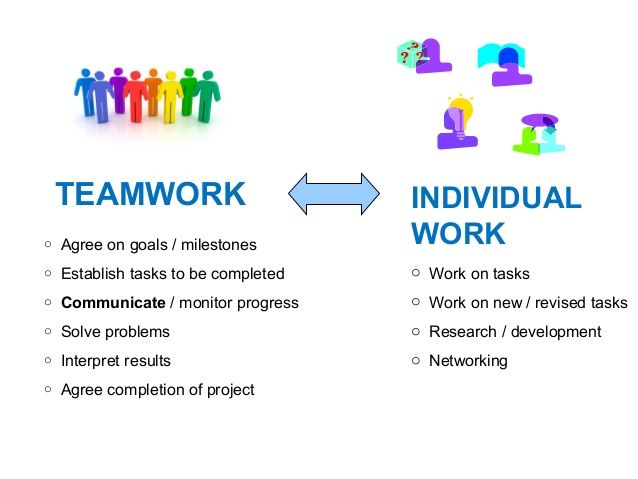 TEAMWORK
Agree on goals / milestones
Establish tasks to be completed
Communicate / monitor progress
Solve problems
Interpret results
Agree completion of project
? ? ?
INDIVIDUAL
WORK
Work on tasks
Work on new / revised tasks
Research / development
Networking